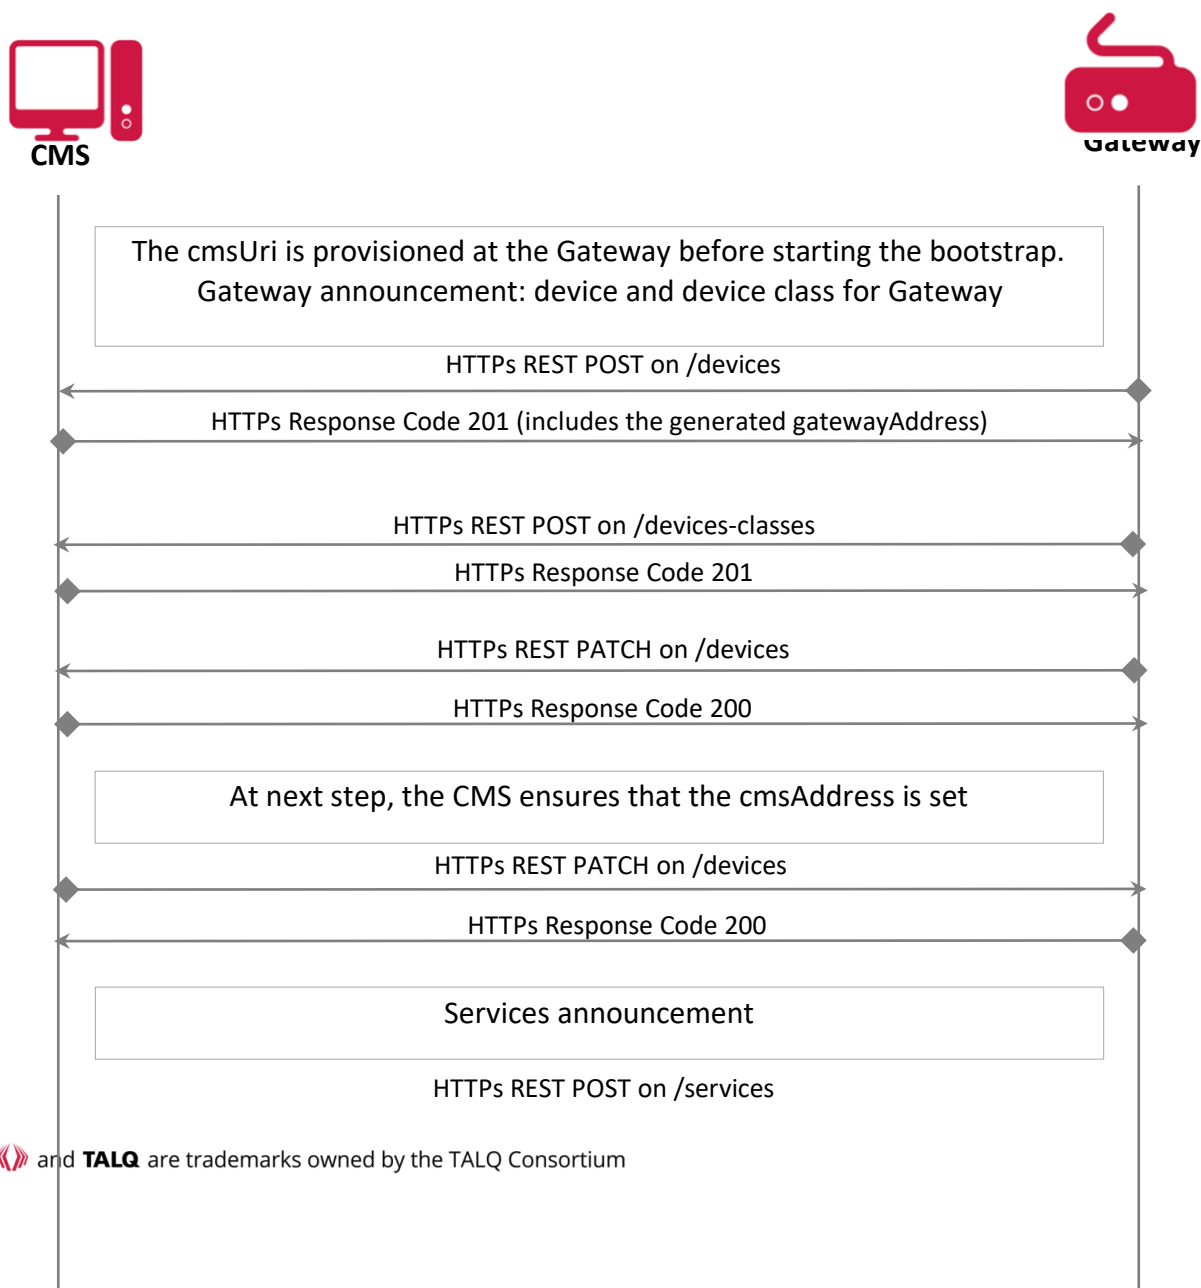 CMS
Gateway
The cmsUri is provisioned at the Gateway before starting the bootstrap.
Gateway announcement: device and device class for Gateway
HTTPs REST POST on /devices
HTTPs Response Code 201 (includes the generated gatewayAddress)
HTTPs REST POST on /devices-classes
HTTPs Response Code 201
HTTPs REST PATCH on /devices
HTTPs Response Code 200
At next step, the CMS ensures that the cmsAddress is set
HTTPs REST PATCH on /devices
HTTPs Response Code 200
Services announcement
HTTPs REST POST on /services
and TALQ are trademarks owned by the TALQ Consortium